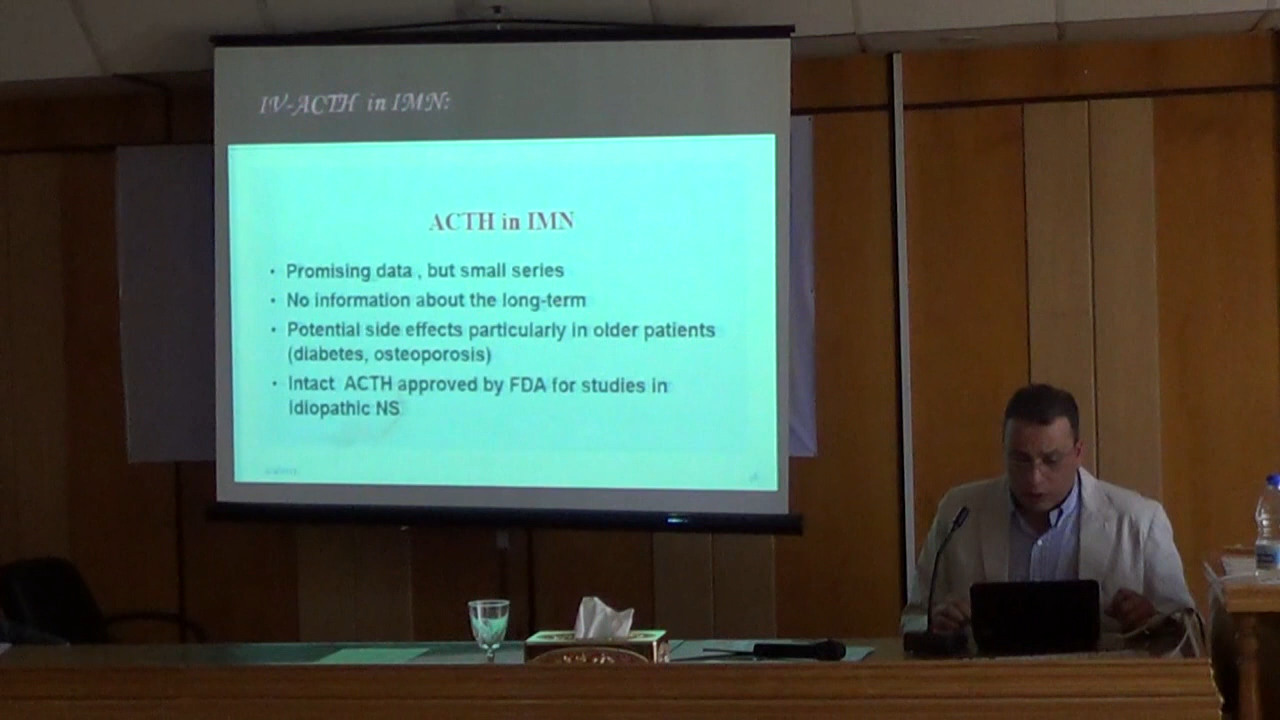 IV-ACTH in IMN:
ACTH in IMN
• Promising data , but small series
• No information about the long-term
• Potential side effects particularly in older patients
(diabetes, osteoporosis)
• Intact ACTH approved by FDA for studies in
Idiopathic NS